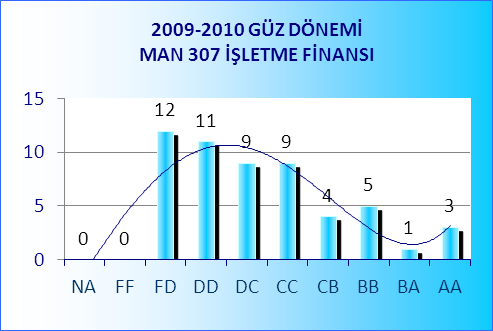 2009-2010 GÜZ DÖNEMİ
MAN 307 İŞLETME FİNANSI
15
10
5
0
0 0 12 11 9 9 4 5 1 3
NA FF FD DD DC CC CB BB BA AA